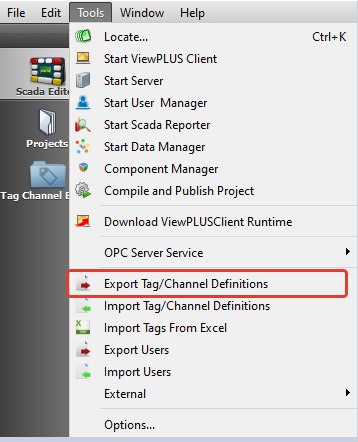 File Edit Tools Window Help
Locate... Ctrl+K
Start ViewPLUS Client
Scada Edito
Start Server
Start User Manager
Projects
Start Scada Reporter
Start Data Manager
Component Manager
Tag Channel E
Compile and Publish Project
Download ViewPLUSClient Runtime
OPC Server Service
Export Tag/Channel Definitions
Import Tag/Channel Definitions
Import Tags From Excel
Export Users
Import Users
External
Options...